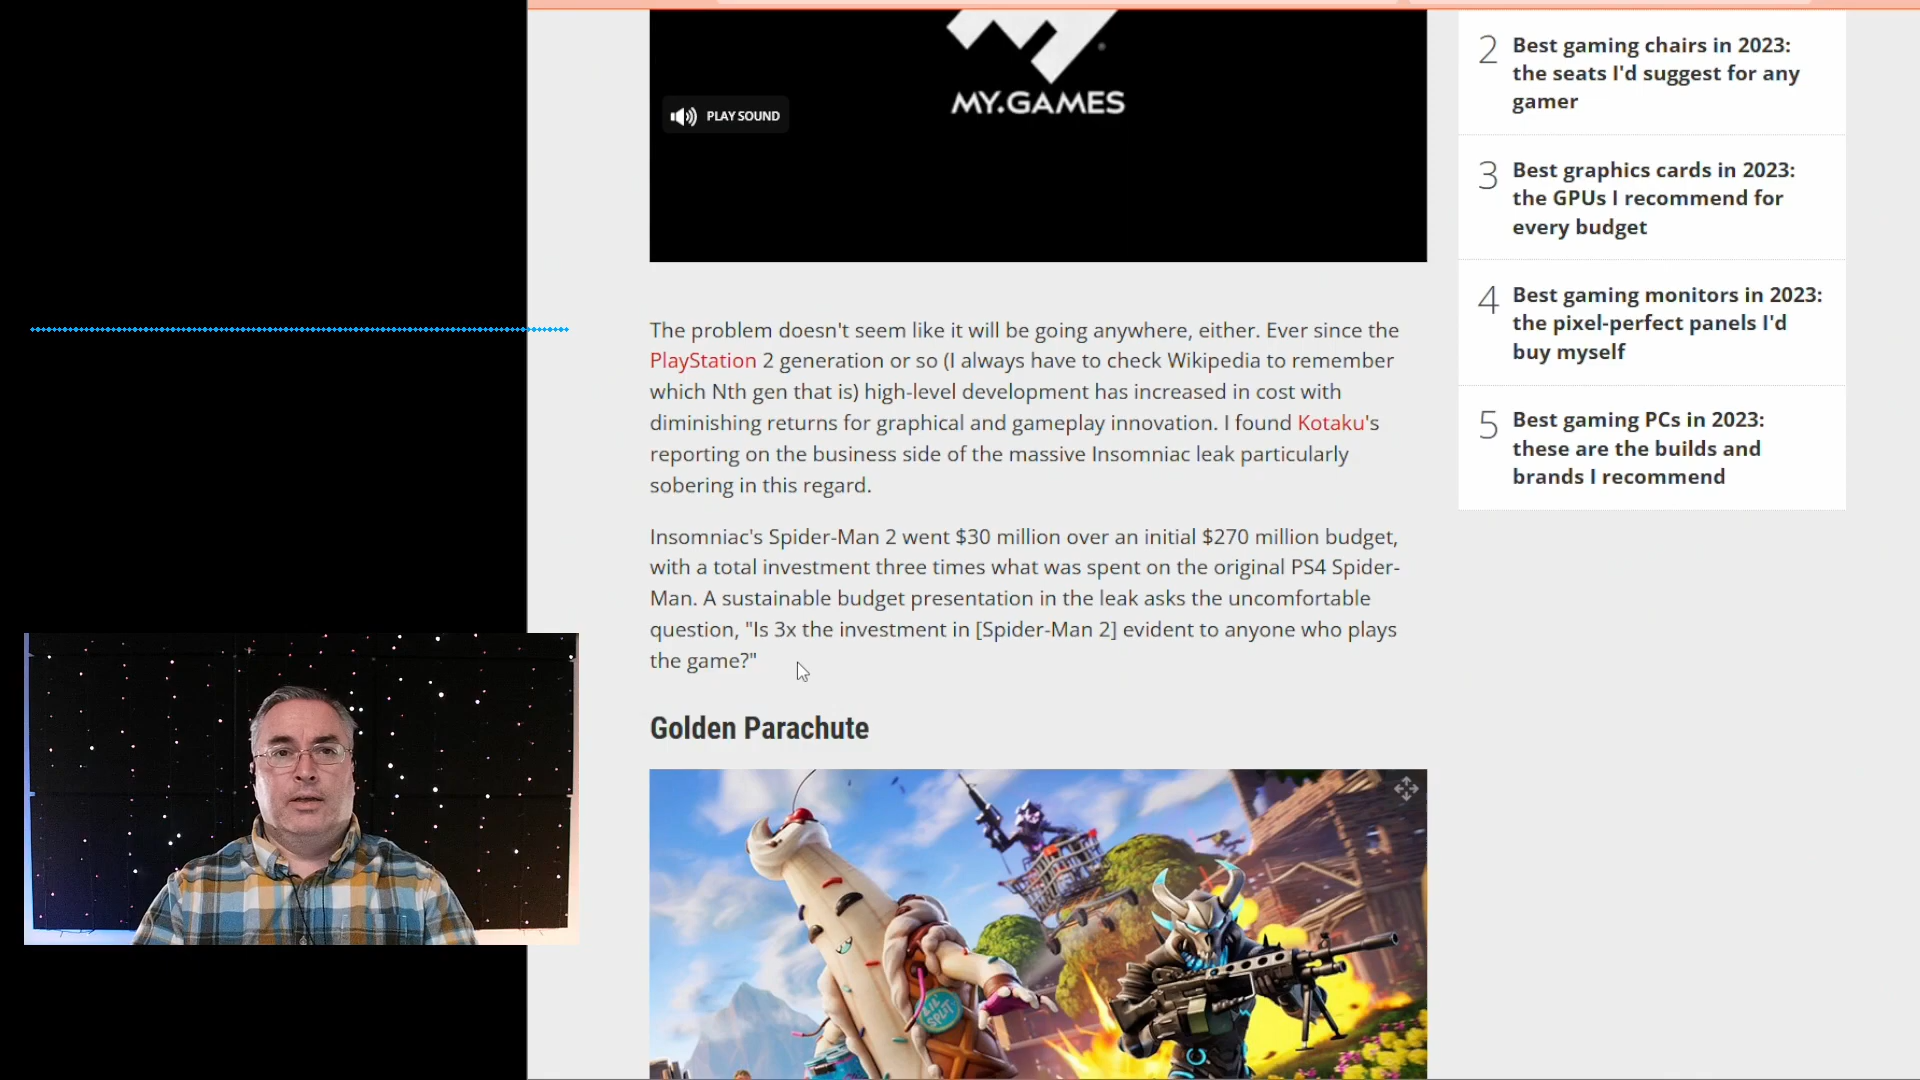 MY.GAMES
PLAY SOUND
The problem doesn't seem like it will be going anywhere, either. Ever since the
PlayStation 2 generation or so (I always have to check Wikipedia to remember
which Nth gen that is) high-level development has increased in cost with
diminishing returns for graphical and gameplay innovation. I found Kotaku's
reporting on the business side of the massive Insomniac leak particularly
sobering in this regard.
Insomniac's Spider-Man 2 went $30 million over an initial $270 million budget,
with a total investment three times what was spent on the original PS4 Spider-
Man. A sustainable budget presentation in the leak asks the uncomfortable
question, "Is 3x the investment in [Spider-Man 2] evident to anyone who plays
the game?"
Golden Parachute
LIL'
SPLIT
2 Best gaming chairs in 2023:
the seats I'd suggest for any
gamer
3 Best graphics cards in 2023:
the GPUs I recommend for
every budget
4 Best gaming monitors in 2023:
the pixel-perfect panels I'd
buy myself
5 Best gaming PCs in 2023:
these are the builds and
brands I recommend